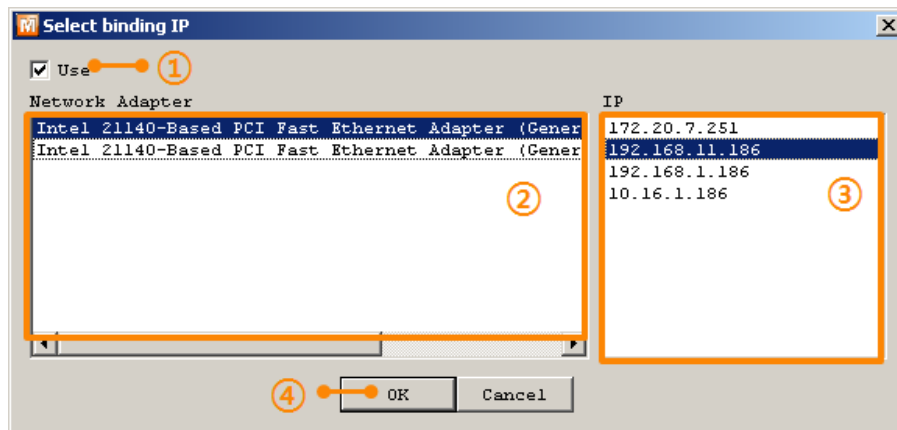 Select binding IP
Use ①
Network Adapter
Intel 21140-Based PCI Fast Ethernet Adapter (Gener
Intel 21140-Based PCI Fast Ethernet Adapter (Gener
②
IP
172.20.7.251
192.168.11.186
192.168.1.186
10.16.1.186
③
④ OK Cancel